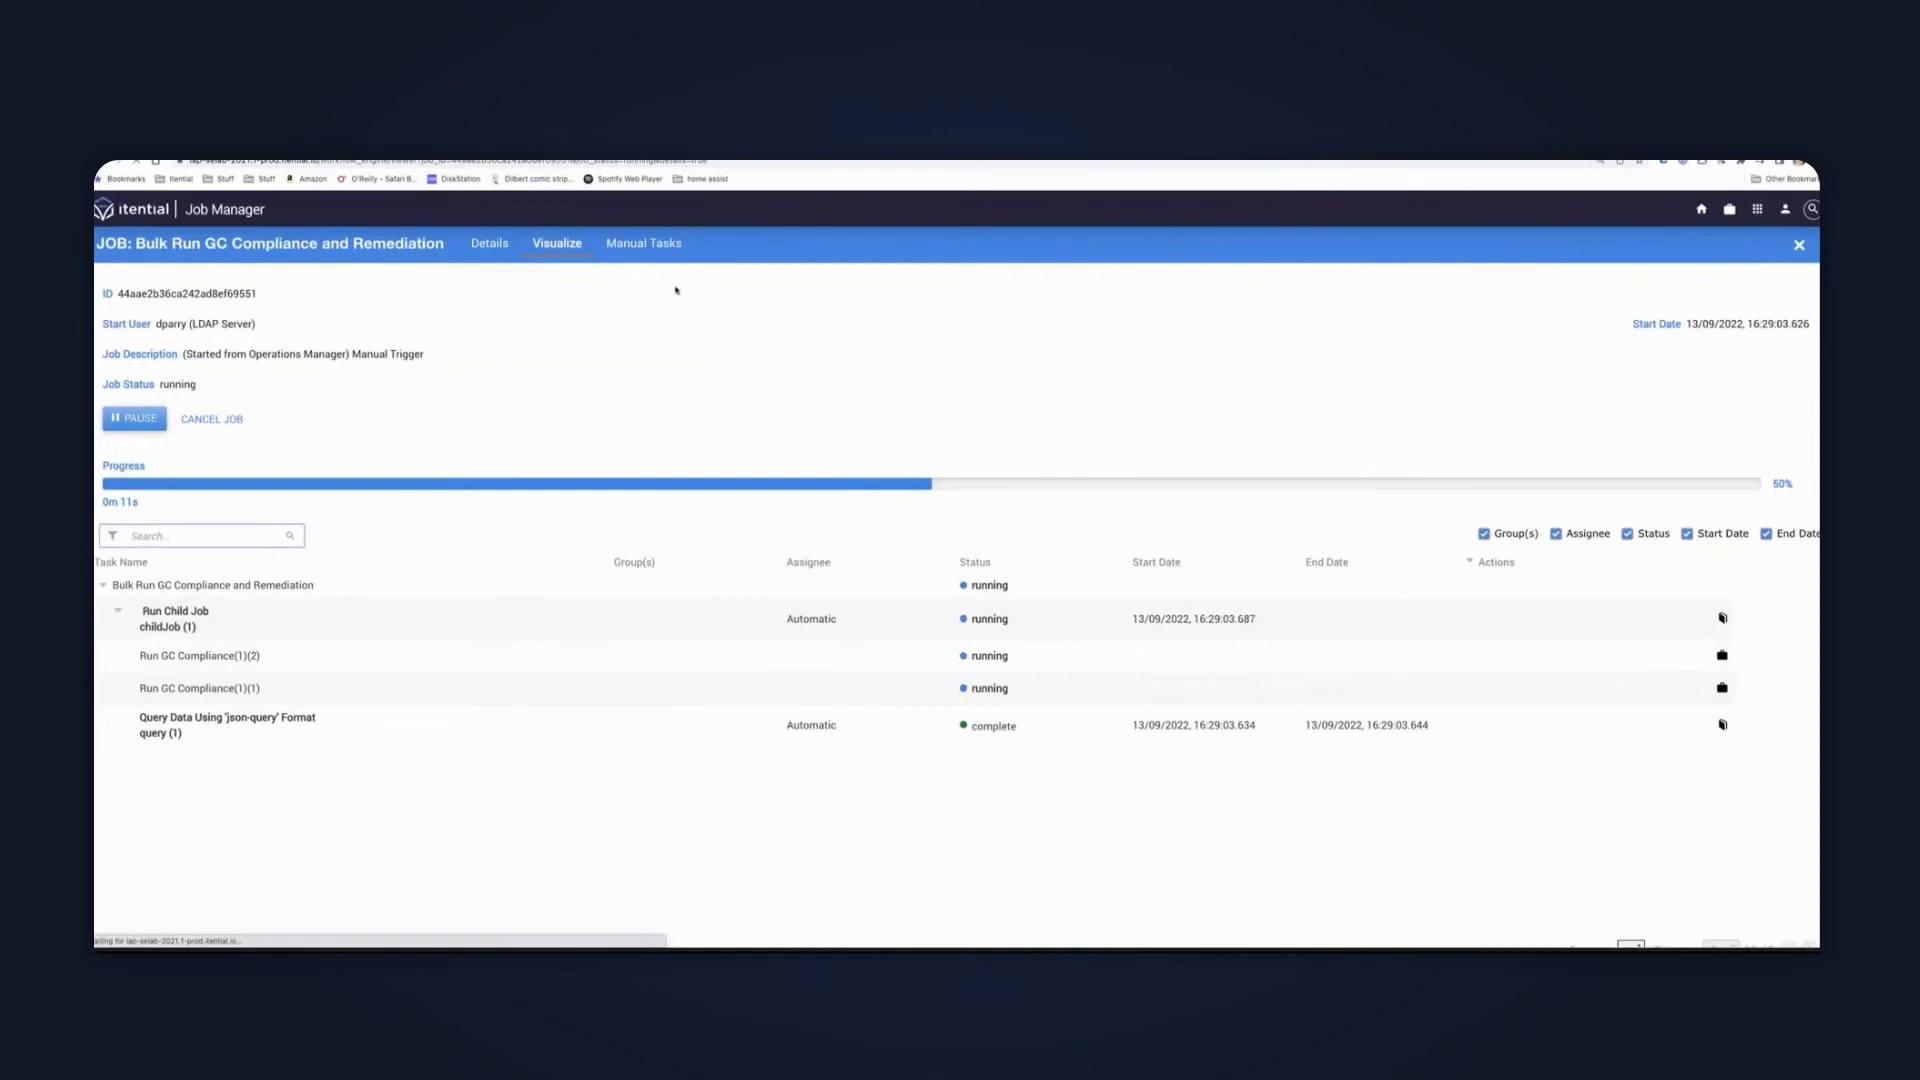 Bookmarks Itential Stuff Stuff Amazon O'Reilly - Safari B... DiskStation Dilbert comic strip... Spotify Web Player home assist Other Bookmar
itential | Job Manager
JOB: Bulk Run GC Compliance and Remediation Details Visualize Manual Tasks
ID 44aae2b36ca242ad8ef69551
Start User dparry (LDAP Server) Start Date 13/09/2022, 16:29:03.626
Job Description (Started from Operations Manager) Manual Trigger
Job Status running
PAUSE CANCEL JOB
Progress
50%
0m 11s
Search... Group(s) Assignee Status Start Date End Date
Task Name Group(s) Assignee Status Start Date End Date Actions
Bulk Run GC Compliance and Remediation running
Run Child Job
childJob (1) Automatic running 13/09/2022, 16:29:03.687
Run GC Compliance(1)(2) running
Run GC Compliance(1)(1) running
Query Data Using 'json-query' Format
query (1) Automatic complete 13/09/2022, 16:29:03.634 13/09/2022, 16:29:03.644
aiting for iap-selab-2021.1-prod.itential.io...